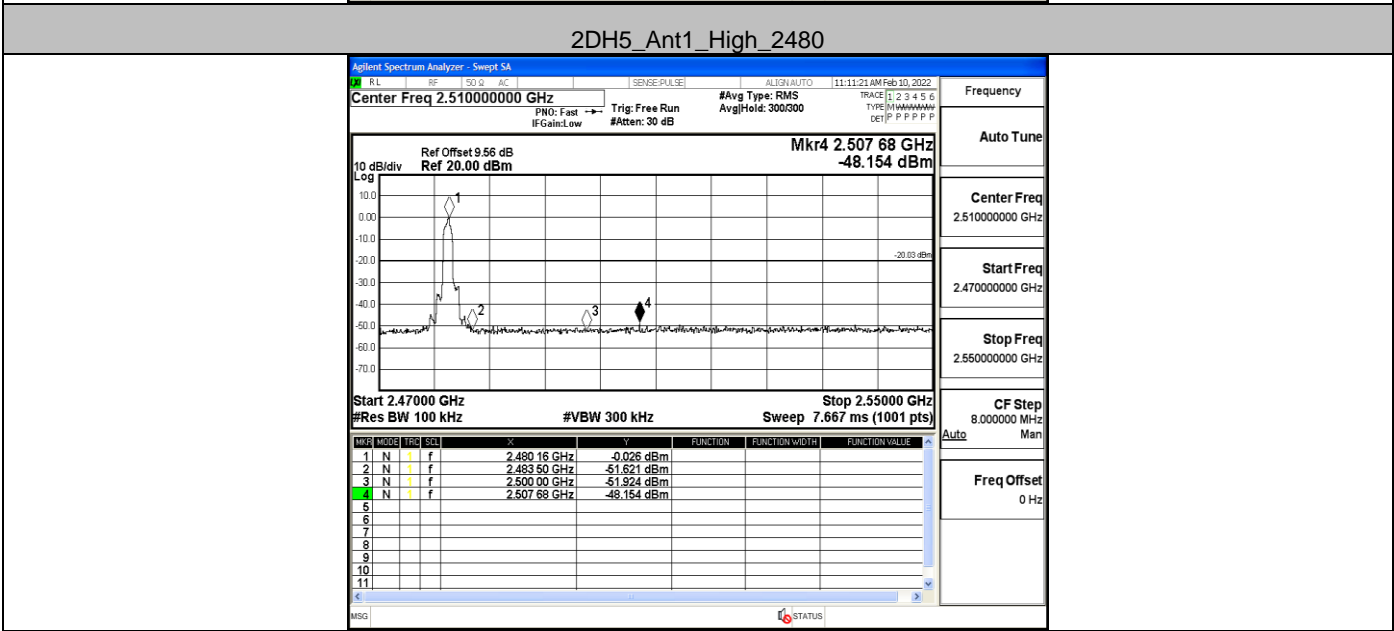 2DH5_Ant1_High_2480
Agilent Spectrum Analyzer - Swept SA
RL RF 50 Ω AC SENSE:PULSE ALIGN AUTO 11:11:21 AM Feb 10, 2022
Center Freq 2.510000000 GHz #Avg Type: RMS TRACE 1 2 3 4 5 6
PNO: Fast Trig: Free Run Avg|Hold: 300/300 TYPE M
IFGain:Low #Atten: 30 dB DET P P P P P P
Ref Offset 9.56 dB Mkr4 2.507 68 GHz
10 dB/div Ref 20.00 dBm -48.154 dBm
Log
10.0
0.00
-10.0
-20.0
-30.0
-40.0
-50.0
-60.0
-70.0
1
2
3
4
-20.03 dBm
Start 2.47000 GHz Stop 2.55000 GHz
#Res BW 100 kHz #VBW 300 kHz Sweep 7.667 ms (1001 pts)
MKR MODE TRC SCL X Y FUNCTION FUNCTION WIDTH FUNCTION VALUE
1 N 1 f 2.480 16 GHz -0.026 dBm
2 N 1 f 2.483 50 GHz -51.621 dBm
3 N 1 f 2.500 00 GHz -51.924 dBm
4 N 1 f 2.507 68 GHz -48.154 dBm
5
6
7
8
9
10
11
MSG STATUS
Frequency
Auto Tune
Center Freq
2.510000000 GHz
Start Freq
2.470000000 GHz
Stop Freq
2.550000000 GHz
CF Step
8.000000 MHz
Auto Man
Freq Offset
0 Hz